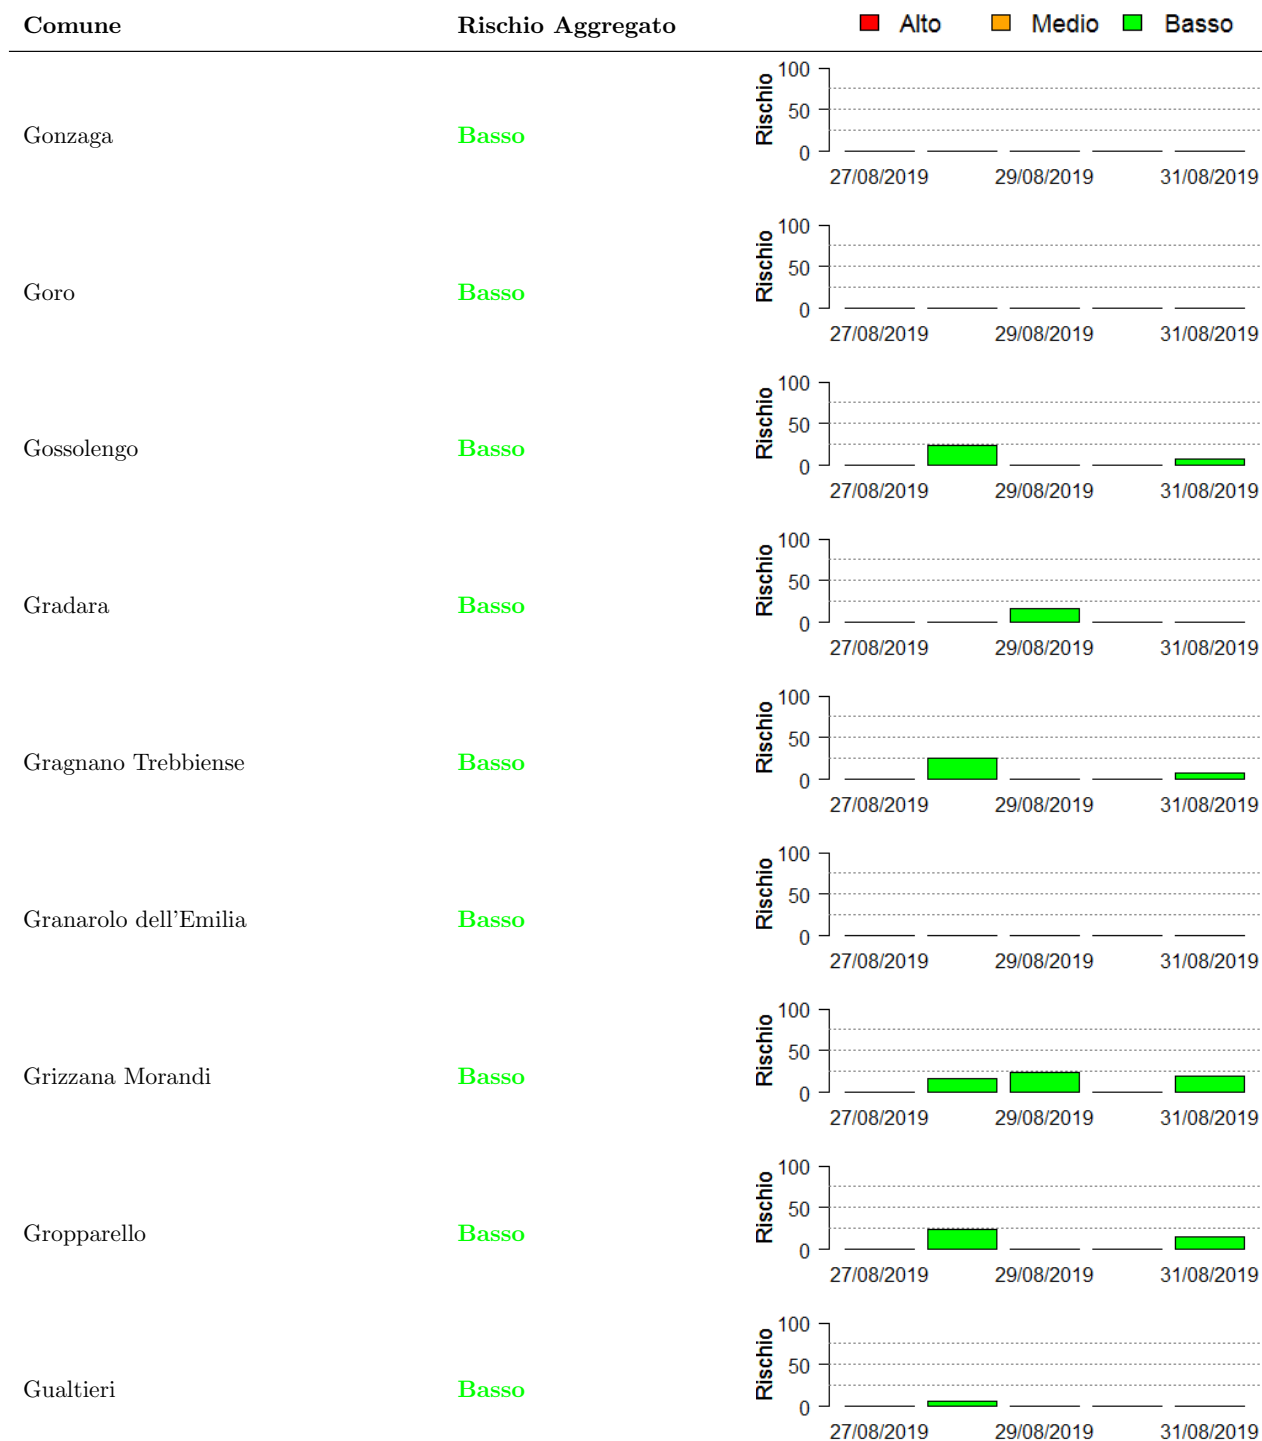 Comune Rischio Aggregato Alto Medio Basso
100
50
0
Rischio
Gonzaga Basso
27/08/2019 29/08/2019 31/08/2019
100
50
0
Rischio
Goro Basso
27/08/2019 29/08/2019 31/08/2019
100
50
0
Rischio
Gossolengo Basso
27/08/2019 29/08/2019 31/08/2019
100
50
0
Rischio
Gradara Basso
27/08/2019 29/08/2019 31/08/2019
100
50
0
Rischio
Gragnano Trebbiense Basso
27/08/2019 29/08/2019 31/08/2019
100
50
0
Rischio
Granarolo dell'Emilia Basso
27/08/2019 29/08/2019 31/08/2019
100
50
0
Rischio
Grizzana Morandi Basso
27/08/2019 29/08/2019 31/08/2019
100
50
0
Rischio
Gropparello Basso
27/08/2019 29/08/2019 31/08/2019
100
50
0
Rischio
Gualtieri Basso
27/08/2019 29/08/2019 31/08/2019